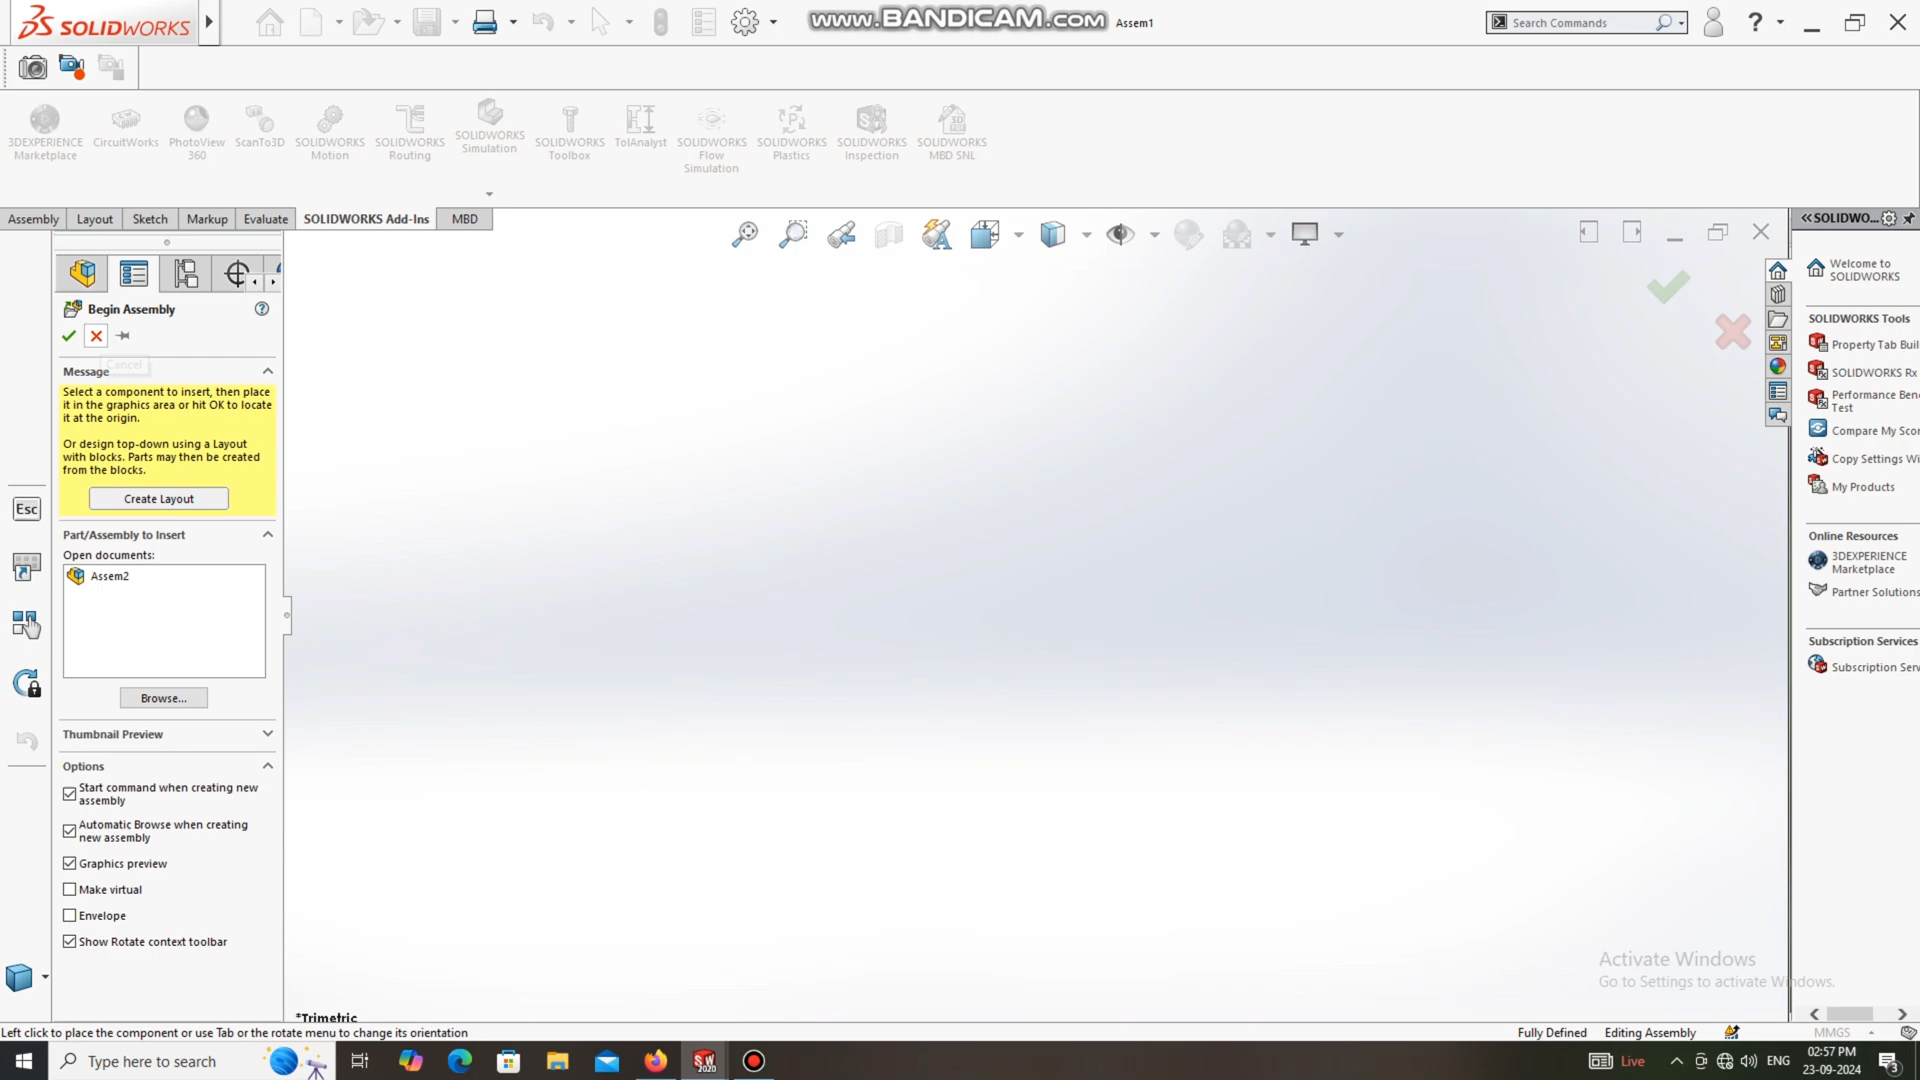 SOLIDWORKS
www.BANDICAM.com
Assem1
Search Commands
?
3DEXPERIENCE
Marketplace
CircuitWorks
PhotoView
360
ScanTo3D
SOLIDWORKS
Motion
SOLIDWORKS
Routing
SOLIDWORKS
Simulation
SOLIDWORKS
Toolbox
TolAnalyst
SOLIDWORKS
Flow
Simulation
SOLIDWORKS
Plastics
SOLIDWORKS
Inspection
SOLIDWORKS
MBD SNL
Assembly
Layout
Sketch
Markup
Evaluate
SOLIDWORKS Add-Ins
MBD
Begin Assembly
Cancel
Message
Select a component to insert, then place
it in the graphics area or hit OK to locate
it at the origin.
Or design top-down using a Layout
with blocks. Parts may then be created
from the blocks.
Create Layout
Esc
Part/Assembly to Insert
Open documents:
Assem2
Browse...
Thumbnail Preview
Options
Start command when creating new
assembly
Automatic Browse when creating
new assembly
Graphics preview
Make virtual
Envelope
Show Rotate context toolbar
*Trimetric
SOLIDWO...
Welcome to
SOLIDWORKS
SOLIDWORKS Tools
Property Tab Buil
SOLIDWORKS Rx
Performance Benc
Test
Compare My Scor
Copy Settings Wi
My Products
Online Resources
3DEXPERIENCE
Marketplace
Partner Solutions
Subscription Services
Subscription Serv
Activate Windows
Go to Settings to activate Windows.
Left click to place the component or use Tab or the rotate menu to change its orientation
Fully Defined
Editing Assembly
MMGS
Type here to search
SW
2020
Live
ENG
02:57 PM
23-09-2024
3